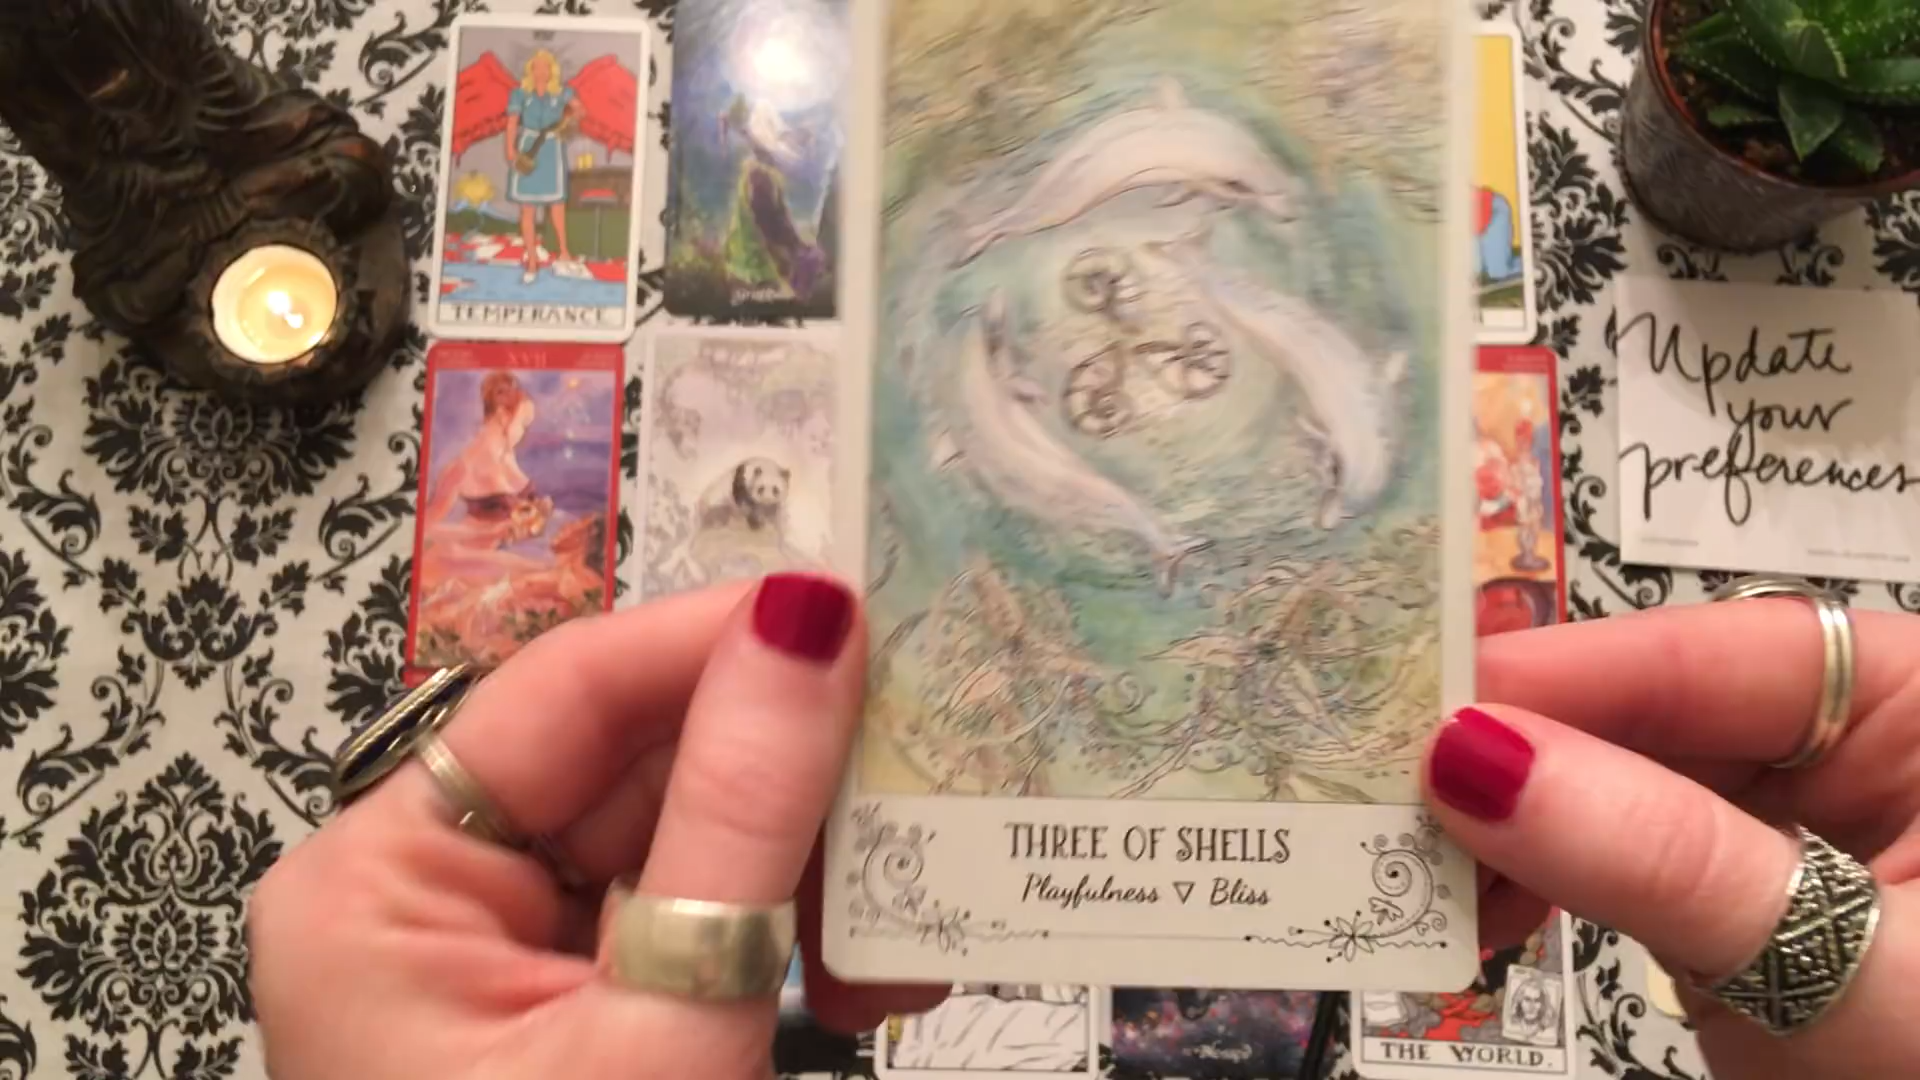 TEMPERANCE
XVII
Update
your
preferences
THREE OF SHELLS
Playfulness ▽ Bliss
THE WORLD.